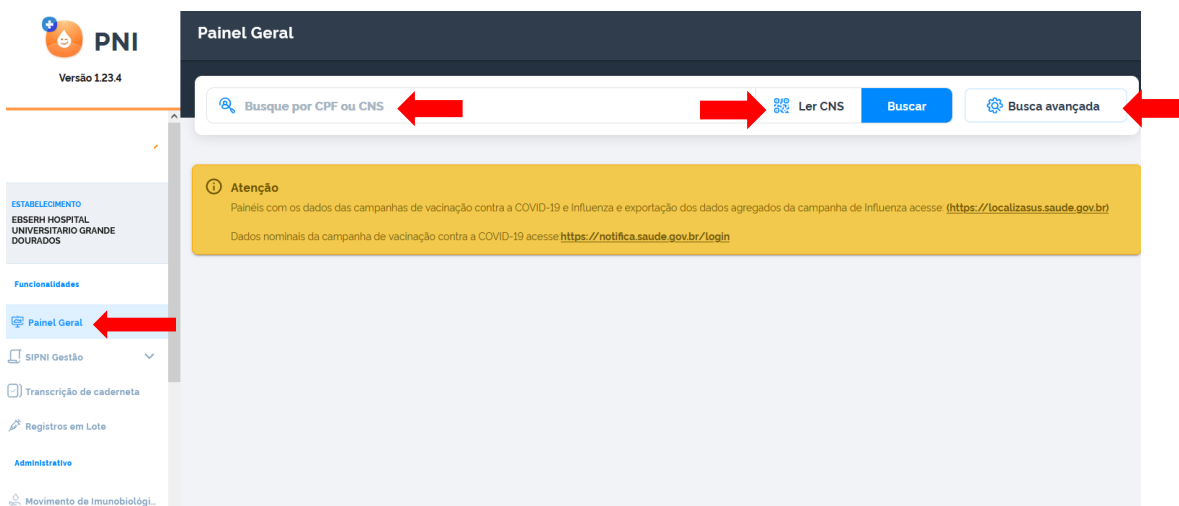 PNI
Versão 1.23.4
ESTABELECIMENTO
EBSERH HOSPITAL
UNIVERSITARIO GRANDE
DOURADOS
Funcionalidades
Painel Geral
SIPNI Gestão
Transcrição de caderneta
Registros em Lote
Administrativo
Movimento de Imunobiológi...
Painel Geral
Busque por CPF ou CNS
Ler CNS
Buscar
Busca avançada
Atenção
Painéis com os dados das campanhas de vacinação contra a COVID-19 e Influenza e exportação dos dados agregados da campanha de Influenza acesse: (https://localizasus.saude.gov.br)
Dados nominais da campanha de vacinação contra a COVID-19 acesse:https://notifica.saude.gov.br/login